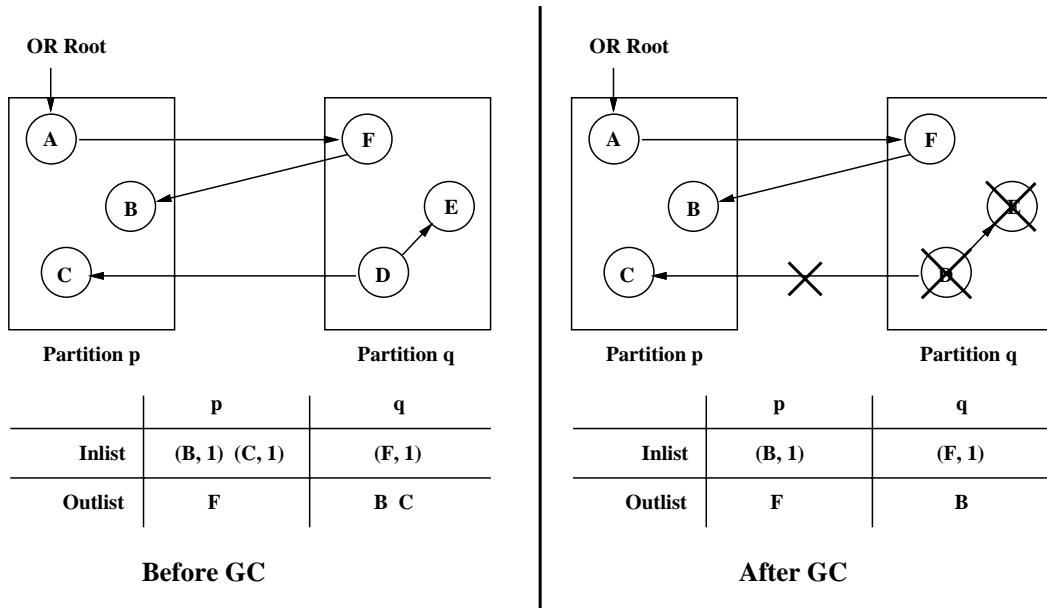 OR Root
A
F
B
E
C
D
Partition p
Partition q
p q
Inlist (B, 1) (C, 1) (F, 1)
Outlist F B C
Before GC
OR Root
A
F
B
E
C
D
Partition p
Partition q
p q
Inlist (B, 1) (F, 1)
Outlist F B
After GC